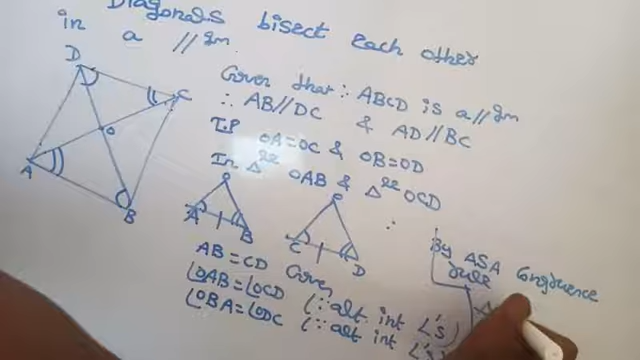 Diagonals bisect each other
in a //gm.
D
C
O
A
B
Given that : ABCD is a //gm
∴ AB//DC & AD//BC
T.P OA=OC & OB=OD
In Δle OAB & Δle OCD
O
A
B
O
C
D
∴
AB=CD Given
∠OAB=∠OCD (∵ alt int ∠'s)
∠OBA=∠ODC (∵ alt int ∠'s
By ASA Congruence
rule